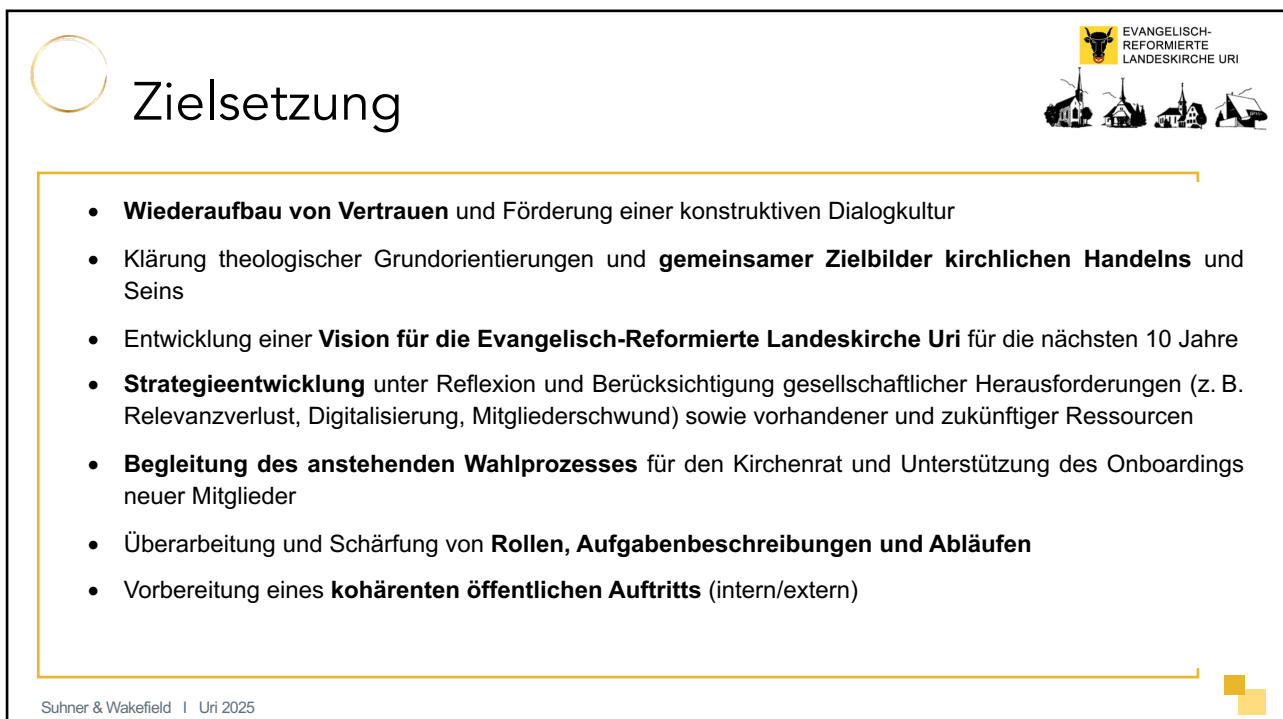 EVANGELISCH-
REFORMIERTE
LANDESKIRCHE URI
Zielsetzung
• Wiederaufbau von Vertrauen und Förderung einer konstruktiven Dialogkultur
• Klärung theologischer Grundorientierungen und gemeinsamer Zielbilder kirchlichen Handelns und
Seins
• Entwicklung einer Vision für die Evangelisch-Reformierte Landeskirche Uri für die nächsten 10 Jahre
• Strategieentwicklung unter Reflexion und Berücksichtigung gesellschaftlicher Herausforderungen (z. B.
Relevanzverlust, Digitalisierung, Mitgliederschwund) sowie vorhandener und zukünftiger Ressourcen
• Begleitung des anstehenden Wahlprozesses für den Kirchenrat und Unterstützung des Onboardings
neuer Mitglieder
• Überarbeitung und Schärfung von Rollen, Aufgabenbeschreibungen und Abläufen
• Vorbereitung eines kohärenten öffentlichen Auftritts (intern/extern)
Suhner & Wakefield I Uri 2025